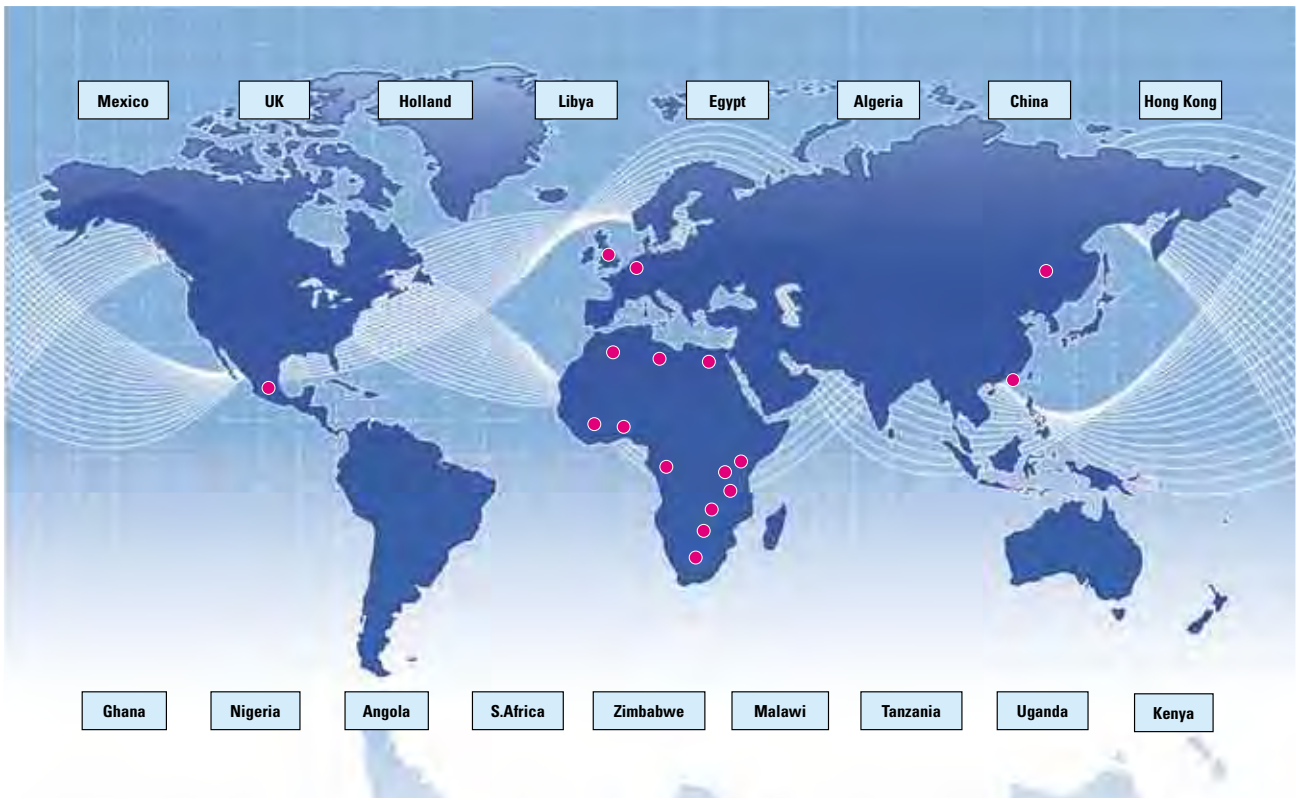 Mexico
UK
Holland
Libya
Egypt
Algeria
China
Hong Kong
Ghana
Nigeria
Angola
S.Africa
Zimbabwe
Malawi
Tanzania
Uganda
Kenya